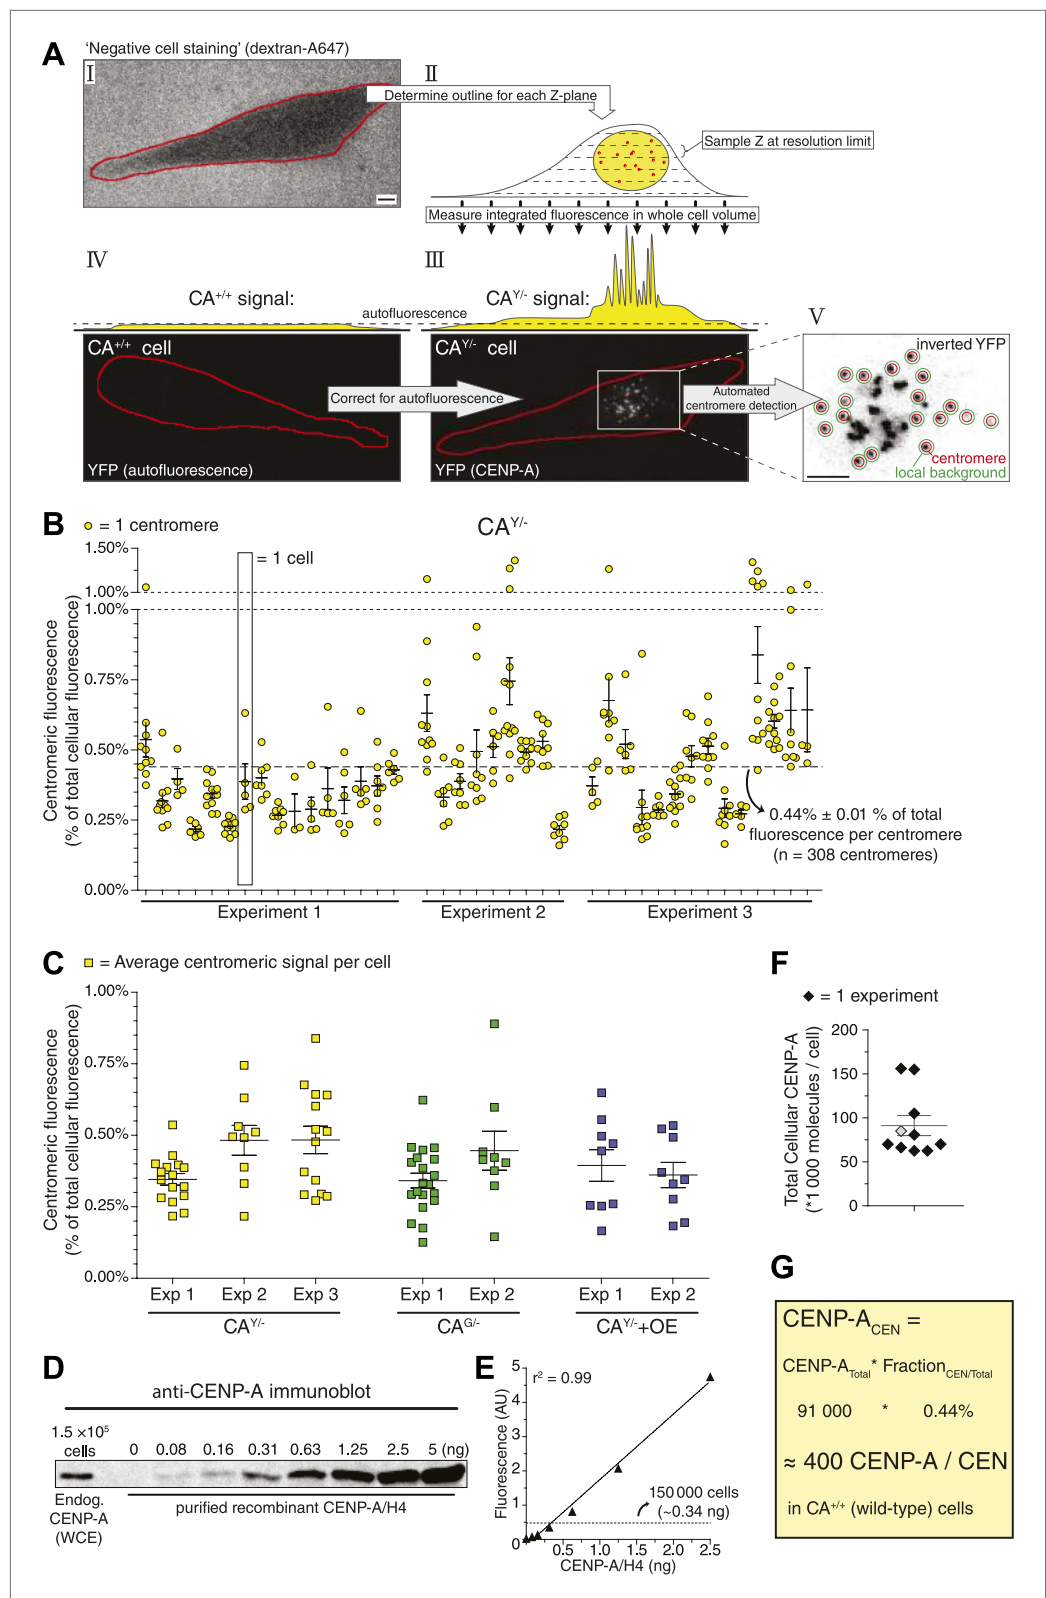 A
'Negative cell staining' (dextran-A647)
I
II
Determine outline for each Z-plane
Sample Z at resolution limit
Measure integrated fluorescence in whole cell volume
IV
III
CA+/+ signal:
CAY/- signal:
autofluorescence
V
CA+/+ cell
CAY/- cell
inverted YFP
Correct for autofluorescence
Automated
centromere detection
YFP (autofluorescence)
YFP (CENP-A)
centromere
local background
B
= 1 centromere
CAY/-
= 1 cell
Centromeric fluorescence
(% of total cellular fluorescence)
1.50%
1.00%
1.00%
0.75%
0.50%
0.25%
0.00%
0.44% ± 0.01 % of total
fluorescence per centromere
(n = 308 centromeres)
Experiment 1
Experiment 2
Experiment 3
C
= Average centromeric signal per cell
Centromeric fluorescence
(% of total cellular fluorescence)
1.00%
0.75%
0.50%
0.25%
0.00%
Exp 1
Exp 2
Exp 3
Exp 1
Exp 2
Exp 1
Exp 2
CAY/-
CAG/-
CAY/-+OE
F
= 1 experiment
Total Cellular CENP-A
(*1 000 molecules / cell)
200
150
100
50
0
D
anti-CENP-A immunoblot
1.5 ×10⁵
cells
0 0.08 0.16 0.31 0.63 1.25 2.5 5 (ng)
Endog.
CENP-A
(WCE)
purified recombinant CENP-A/H4
E
r² = 0.99
Fluorescence (AU)
5
4
3
2
1
0
150 000 cells
(~0.34 ng)
0.5 1.0 1.5 2.0 2.5
CENP-A/H4 (ng)
G
CENP-ACEN =
CENP-ATotal * FractionCEN/Total
91 000 * 0.44%
≈ 400 CENP-A / CEN
in CA+/+ (wild-type) cells